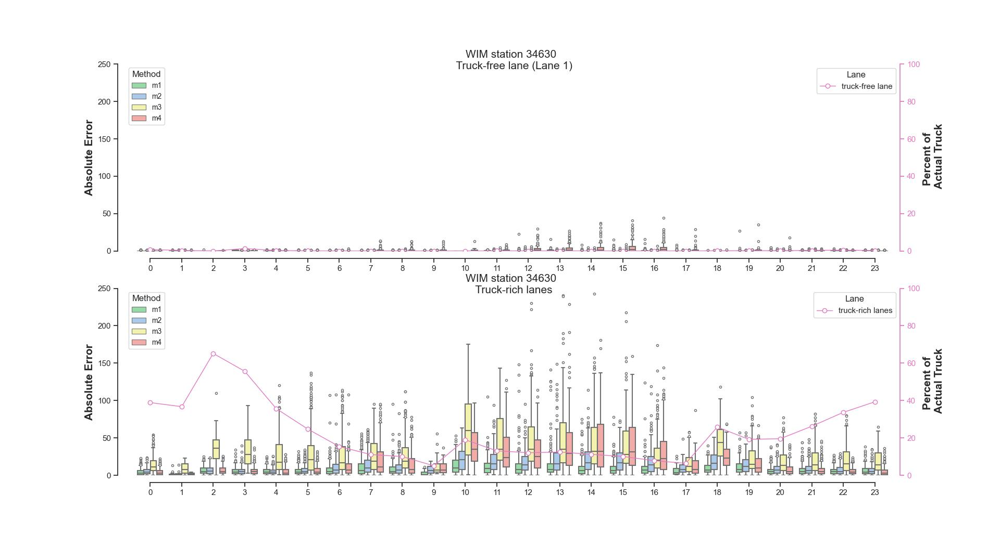 WIM station 34630
Truck-free lane (Lane 1)
Method
m1
m2
m3
m4
Lane
truck-free lane
Absolute Error
250
200
150
100
50
0
Percent of
Actual Truck
100
80
60
40
20
0
0 1 2 3 4 5 6 7 8 9 10 11 12 13 14 15 16 17 18 19 20 21 22 23
WIM station 34630
Truck-rich lanes
Method
m1
m2
m3
m4
Lane
truck-rich lanes
Absolute Error
250
200
150
100
50
0
Percent of
Actual Truck
100
80
60
40
20
0
0 1 2 3 4 5 6 7 8 9 10 11 12 13 14 15 16 17 18 19 20 21 22 23